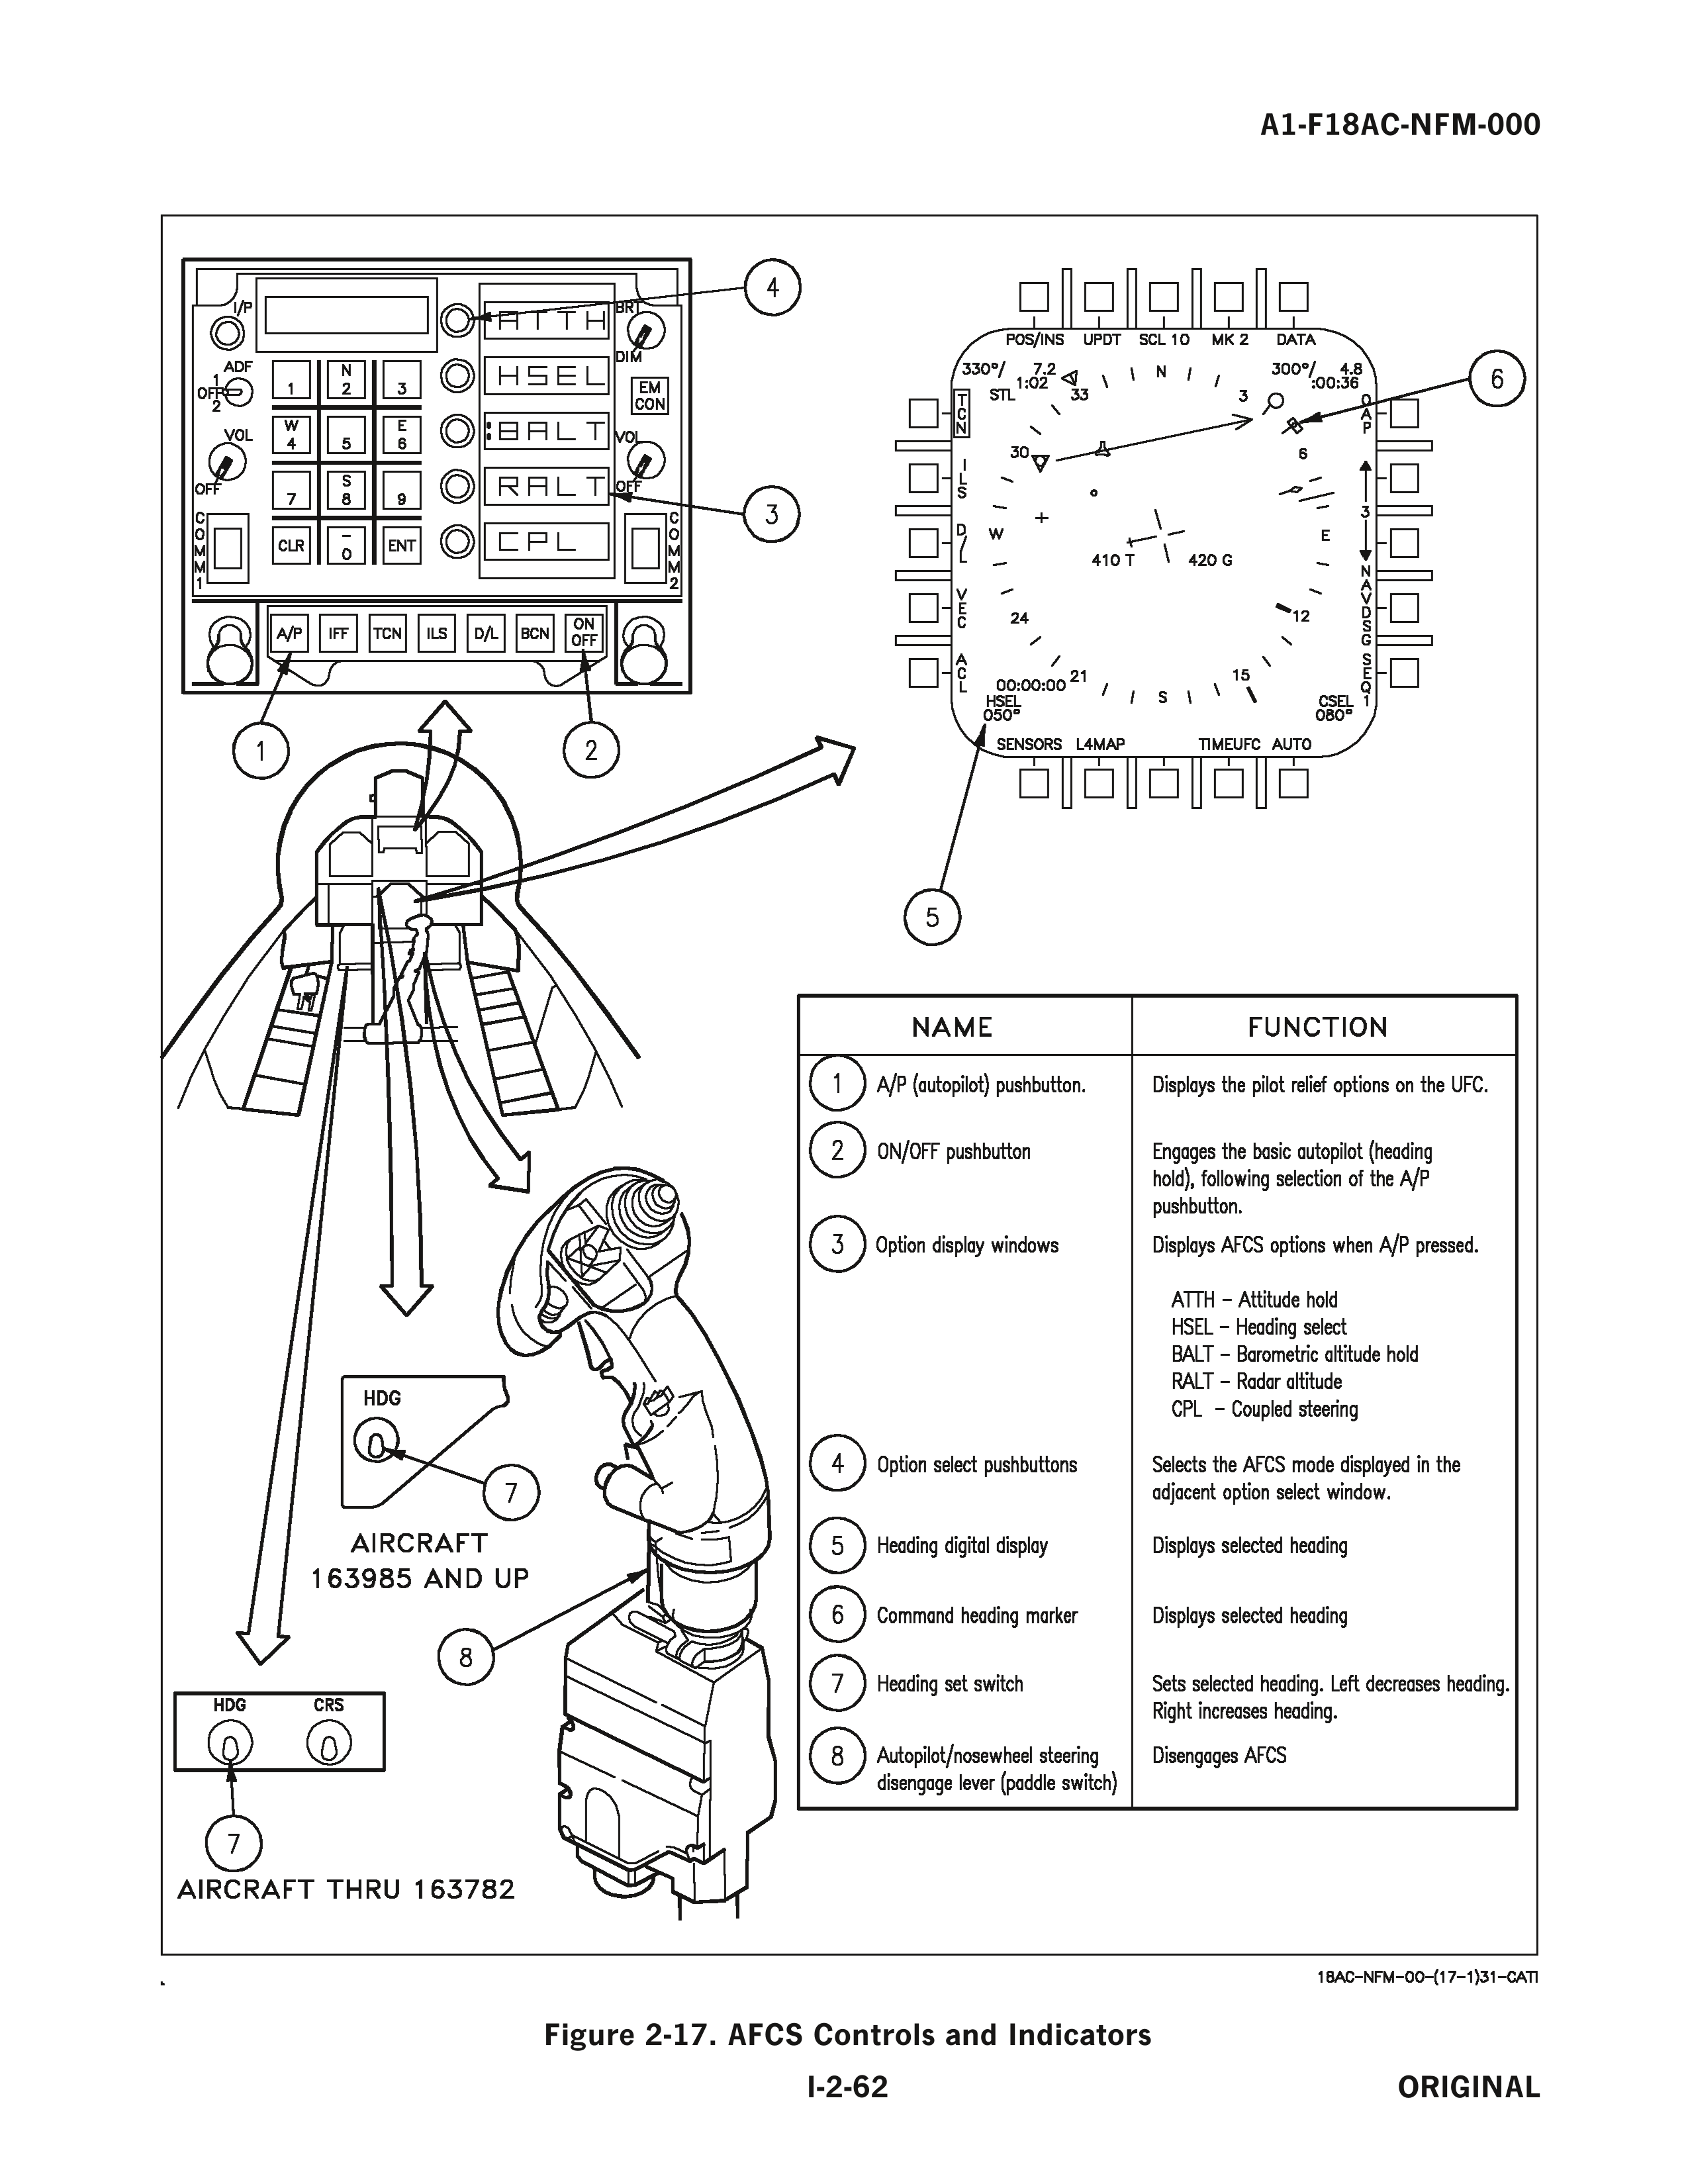 A1-F18AC-NFM-000
4
I/P
ATTH
BRT
DIM
ADF
1
OFF
2
1
N
2
3
HSEL
EM
CON
W
4
5
E
6
:BALT
VOL
VOL
OFF
7
S
8
9
RALT
OFF
3
COMM 1
CLR
–
0
ENT
CPL
COMM 2
A/P
IFF
TCN
ILS
D/L
BCN
ON
OFF
1
2
POS/INS UPDT SCL 10 MK 2 DATA
330°/ 7.2
1:02
STL
300°/ 4.8
:00:36
6
33
N
3
TCN
OAP
30
6
ILS
3
W
E
D/L
410 T
420 G
NAVDSG
VEC
24
12
ACL
SEQ 1
21
15
S
00:00:00
HSEL
050°
CSEL
080°
SENSORS L4MAP TIMEUFC AUTO
5
HDG
7
AIRCRAFT
163985 AND UP
8
HDG CRS
7
AIRCRAFT THRU 163782
NAME FUNCTION
1 A/P (autopilot) pushbutton. Displays the pilot relief options on the UFC.
2 ON/OFF pushbutton Engages the basic autopilot (heading
hold), following selection of the A/P
pushbutton.
3 Option display windows Displays AFCS options when A/P pressed.
ATTH – Attitude hold
HSEL – Heading select
BALT – Barometric altitude hold
RALT – Radar altitude
CPL – Coupled steering
4 Option select pushbuttons Selects the AFCS mode displayed in the
adjacent option select window.
5 Heading digital display Displays selected heading
6 Command heading marker Displays selected heading
7 Heading set switch Sets selected heading. Left decreases heading.
Right increases heading.
8 Autopilot/nosewheel steering Disengages AFCS
disengage lever (paddle switch)
18AC-NFM-00-(17-1)31-CATI
Figure 2-17. AFCS Controls and Indicators
I-2-62
ORIGINAL